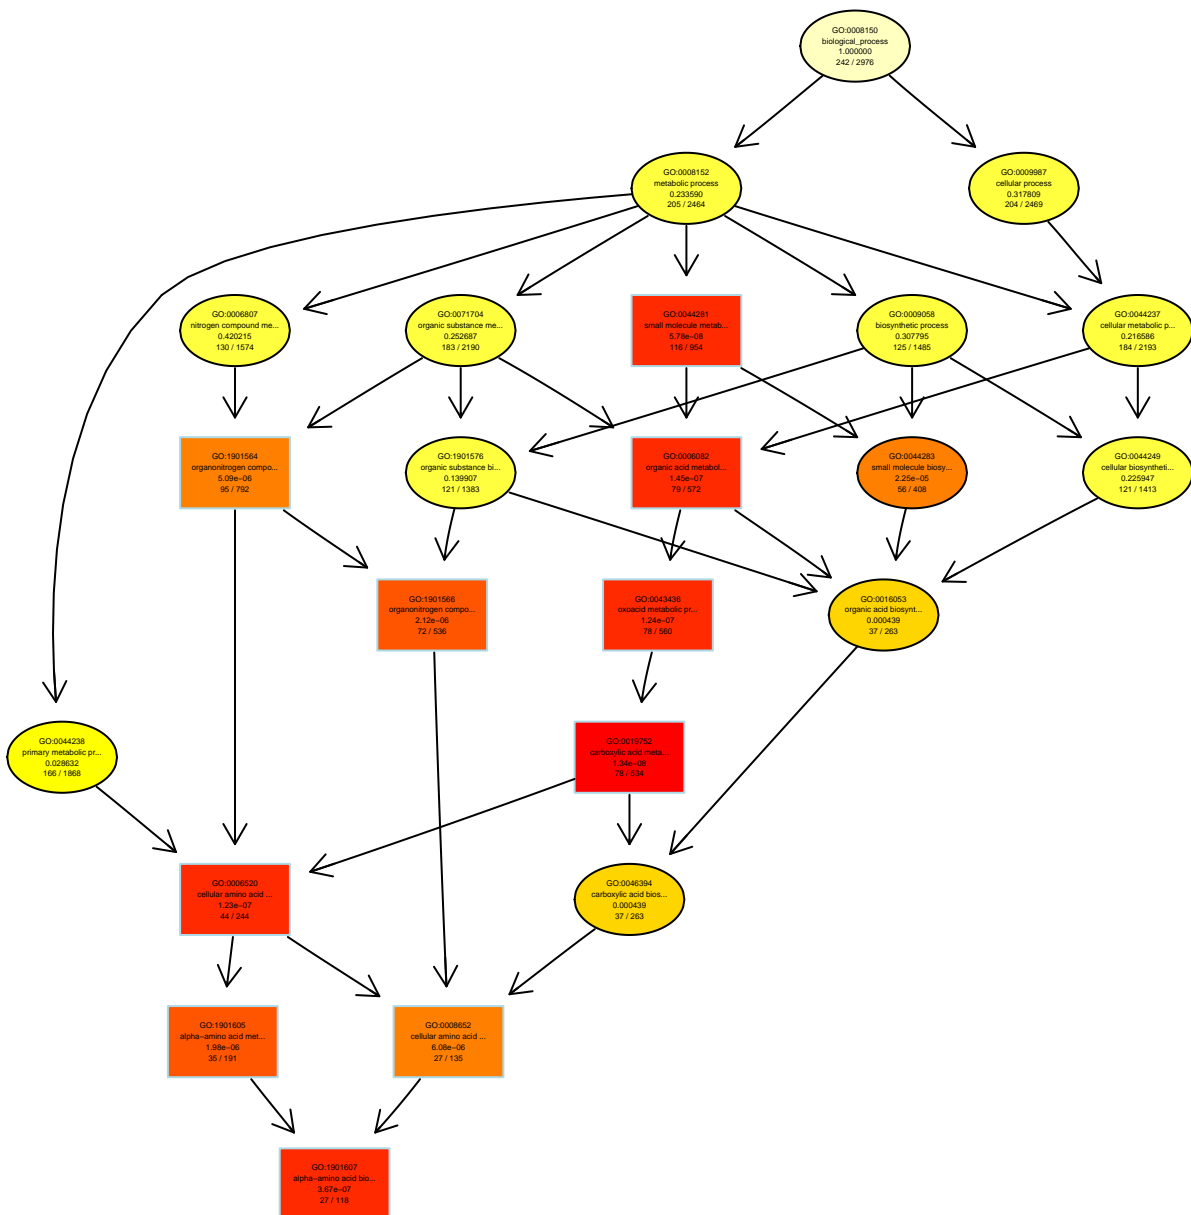 GO:0008150
biological_process
1.000000
242 / 2976
GO:0008152
metabolic process
0.233590
205 / 2464
GO:0009987
cellular process
0.317809
204 / 2469
GO:0006807
nitrogen compound me...
0.420215
130 / 1574
GO:0071704
organic substance me...
0.252687
183 / 2190
GO:0044281
small molecule metab...
5.78e−08
116 / 954
GO:0009058
biosynthetic process
0.307795
125 / 1485
GO:0044237
cellular metabolic p...
0.216586
184 / 2193
GO:1901564
organonitrogen compo...
5.09e−06
95 / 792
GO:1901576
organic substance bi...
0.139907
121 / 1383
GO:0006082
organic acid metabol...
1.45e−07
79 / 572
GO:0044283
small molecule biosy...
2.25e−05
56 / 408
GO:0044249
cellular biosyntheti...
0.225947
121 / 1413
GO:1901566
organonitrogen compo...
2.12e−06
72 / 536
GO:0043436
oxoacid metabolic pr...
1.24e−07
78 / 560
GO:0016053
organic acid biosynt...
0.000439
37 / 263
GO:0044238
primary metabolic pr...
0.028632
166 / 1868
GO:0019752
carboxylic acid meta...
1.34e−08
78 / 534
GO:0006520
cellular amino acid ...
1.23e−07
44 / 244
GO:0046394
carboxylic acid bios...
0.000439
37 / 263
GO:1901605
alpha−amino acid met...
1.98e−06
35 / 191
GO:0008652
cellular amino acid ...
6.08e−06
27 / 135
GO:1901607
alpha−amino acid bio...
3.67e−07
27 / 118